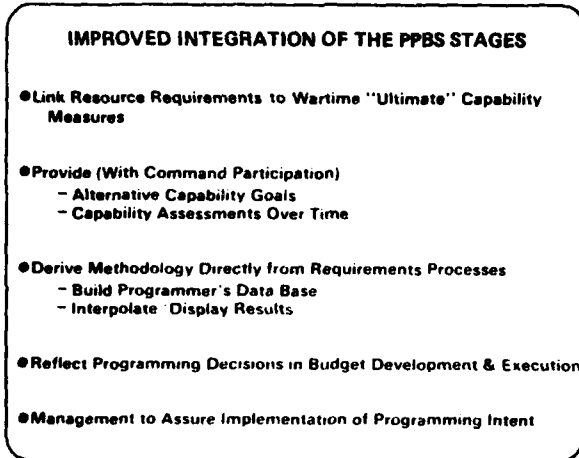 IMPROVED INTEGRATION OF THE PPBS STAGES
●Link Resource Requirements to Wartime "Ultimate" Capability
Measures
●Provide (With Command Participation)
– Alternative Capability Goals
– Capability Assessments Over Time
●Derive Methodology Directly from Requirements Processes
– Build Programmer's Data Base
– Interpolate Display Results
●Reflect Programming Decisions in Budget Development & Execution
●Management to Assure Implementation of Programming Intent